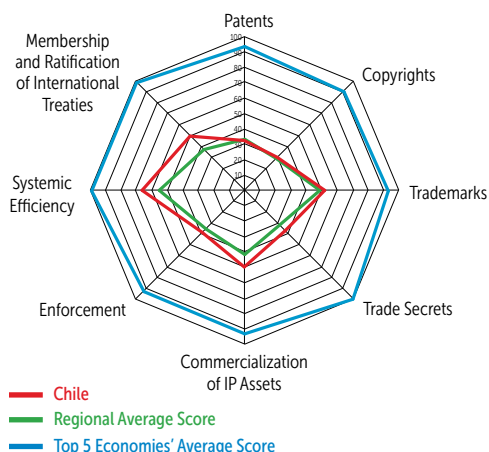 Patents
Membership
and Ratification
of International
Treaties
Copyrights
100
90
80
70
60
50
40
30
20
10
Systemic
Efficiency
Trademarks
Enforcement
Trade Secrets
Commercialization
of IP Assets
Chile
Regional Average Score
Top 5 Economies' Average Score